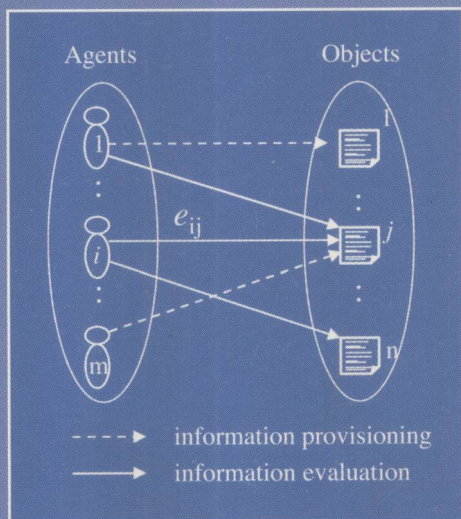 Agents Objects
1 1
e_ij j
i
m n
information provisioning
information evaluation